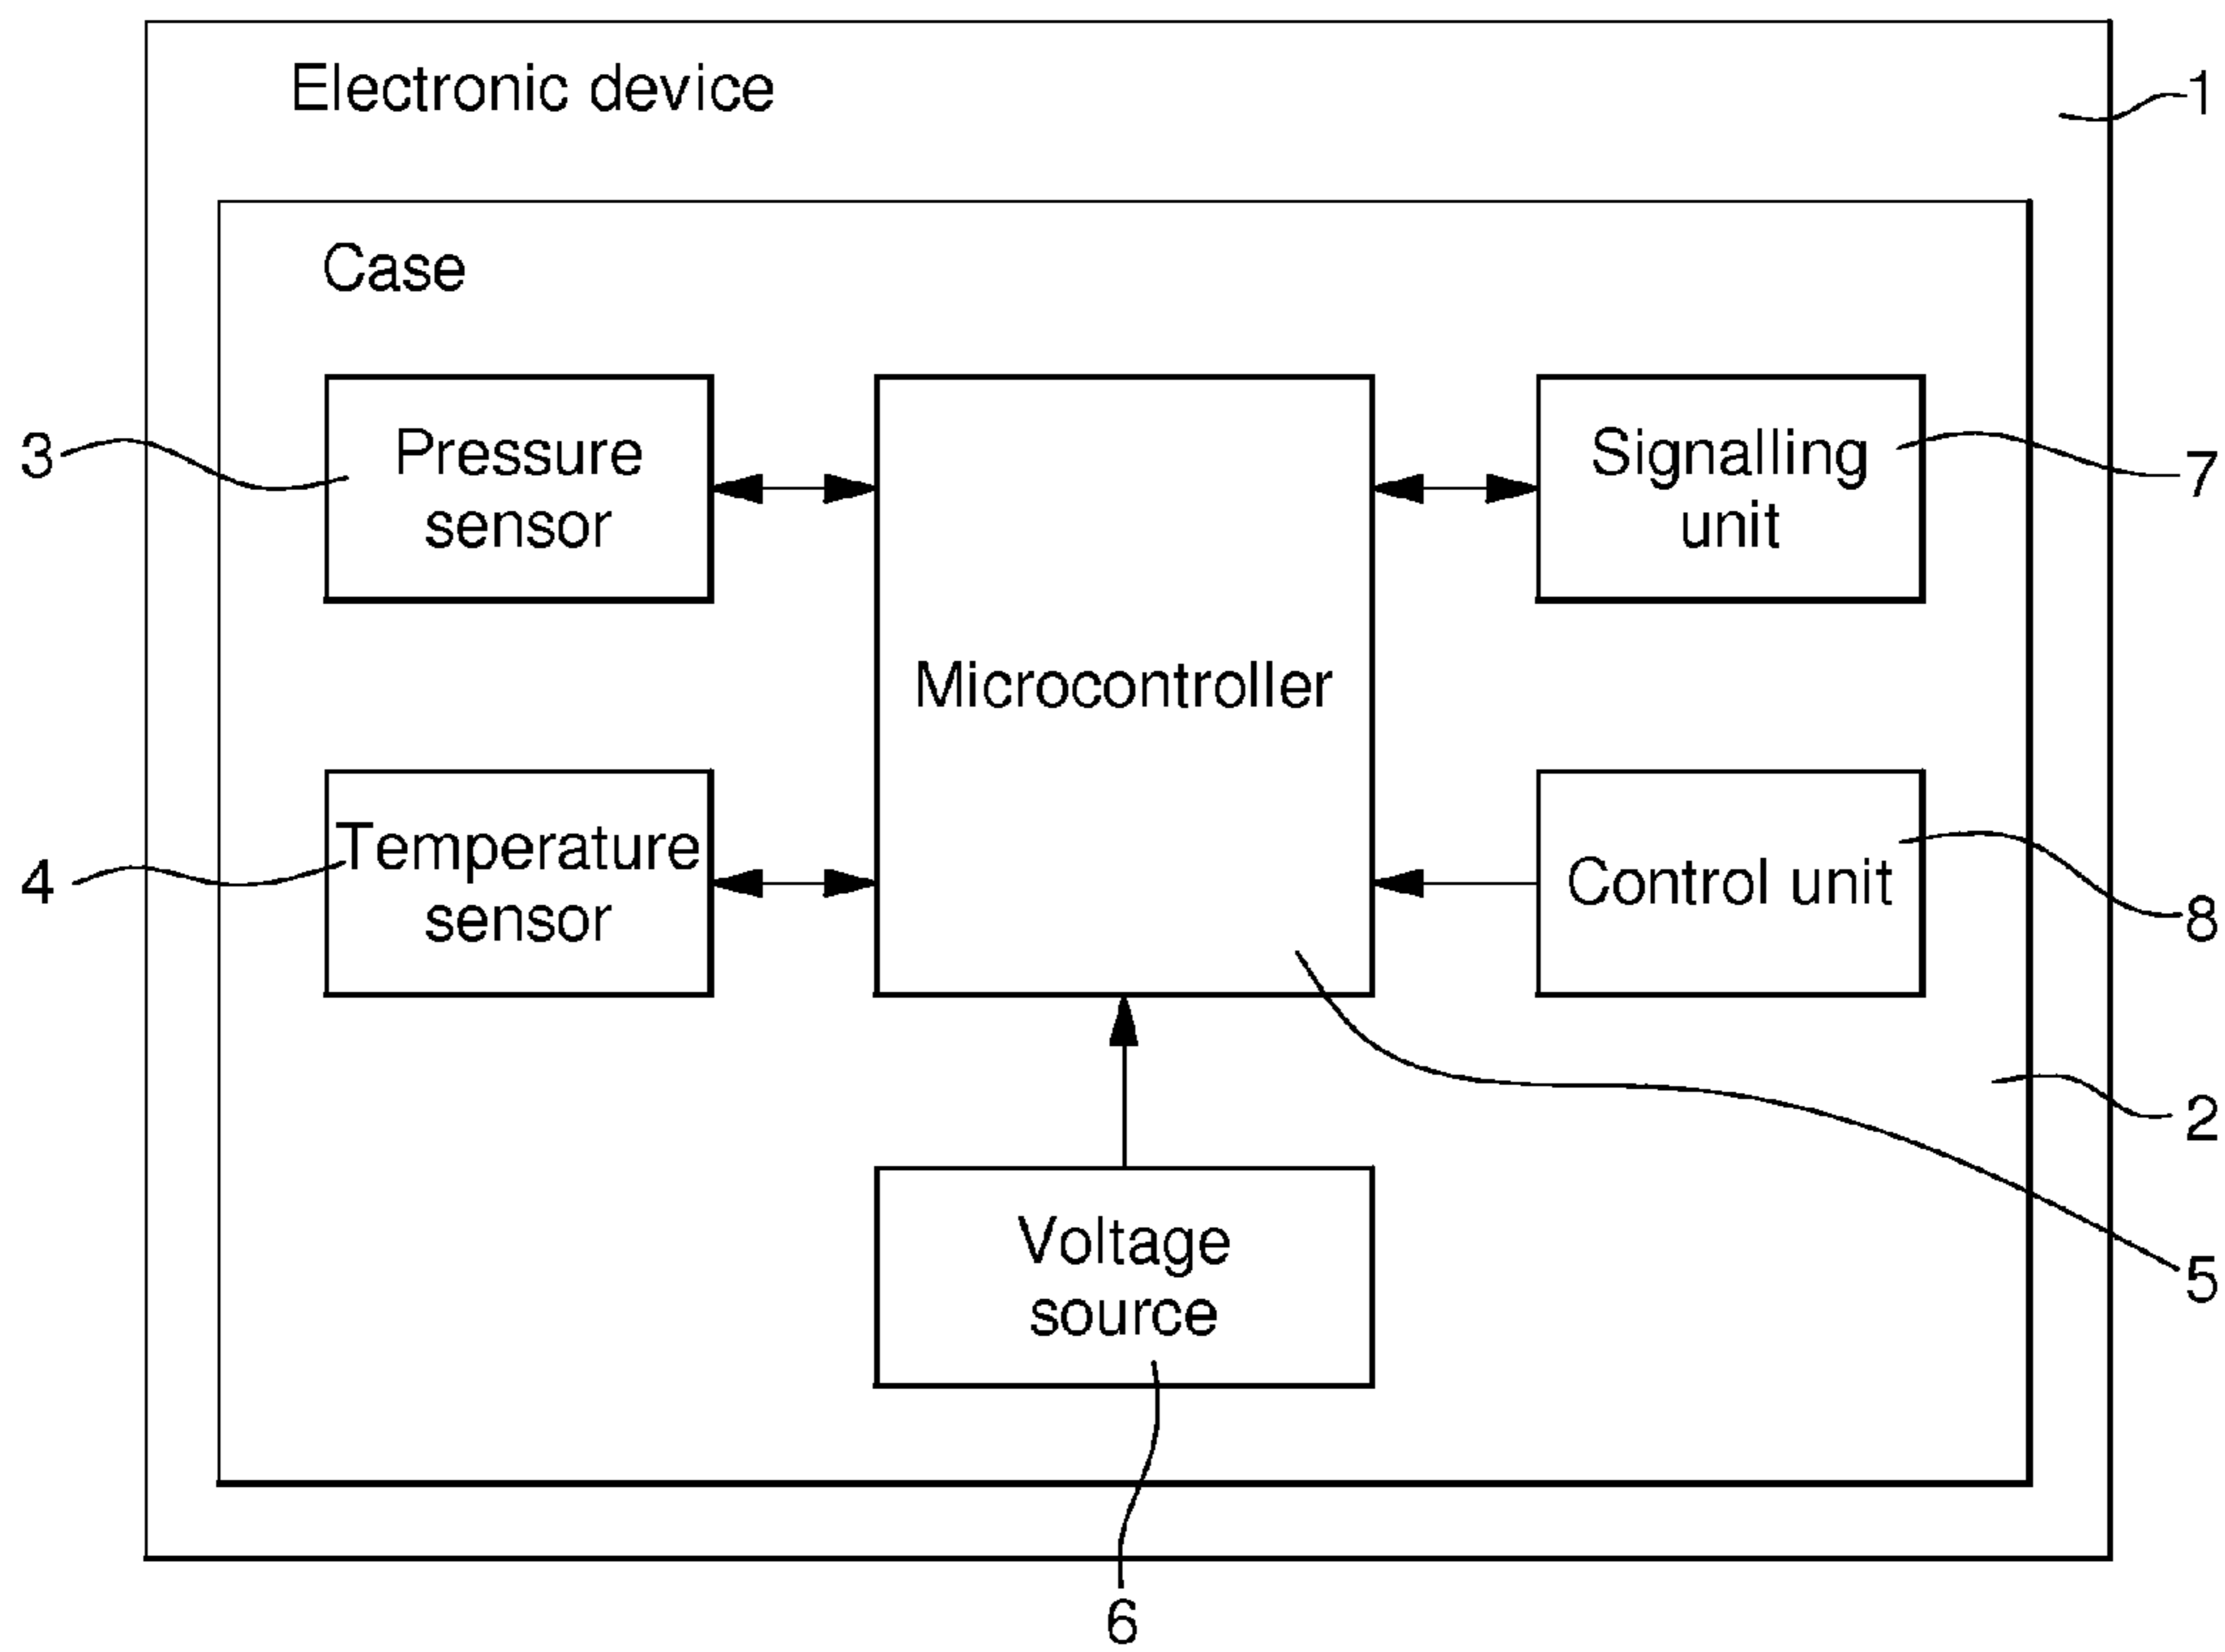 Electronic device
1
Case
3
Pressure
sensor
Signalling
unit
7
Microcontroller
4
Temperature
sensor
Control unit
8
2
Voltage
source
5
6